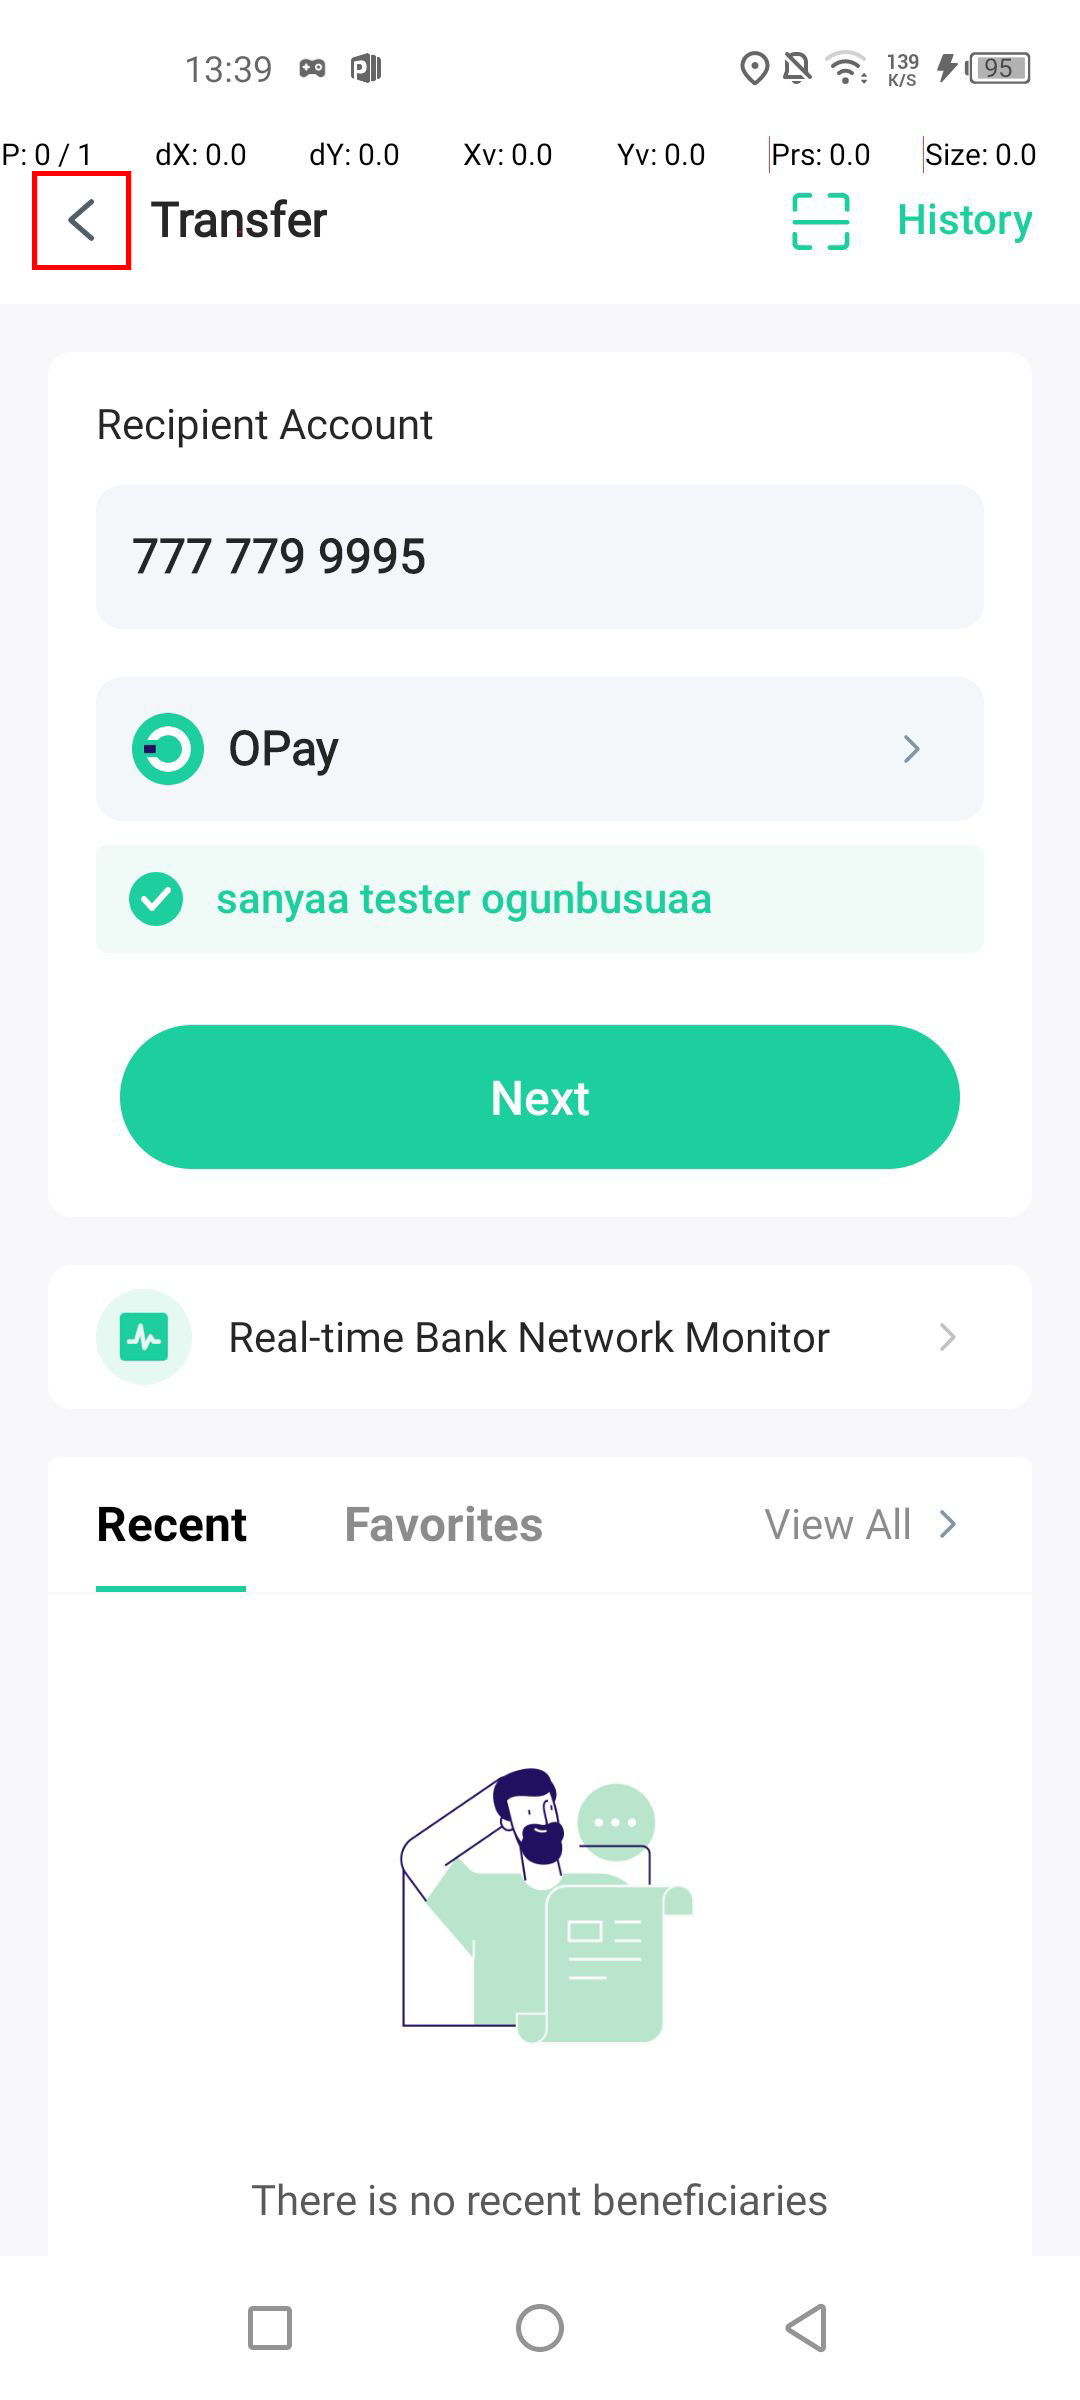 13:39 139 K/S 95
P: 0 / 1 dX: 0.0 dY: 0.0 Xv: 0.0 Yv: 0.0 Prs: 0.0 Size: 0.0
Transfer History
Recipient Account
777 779 9995
OPay
sanyaa tester ogunbusuaa
Next
Real-time Bank Network Monitor
Recent Favorites View All
There is no recent beneficiaries